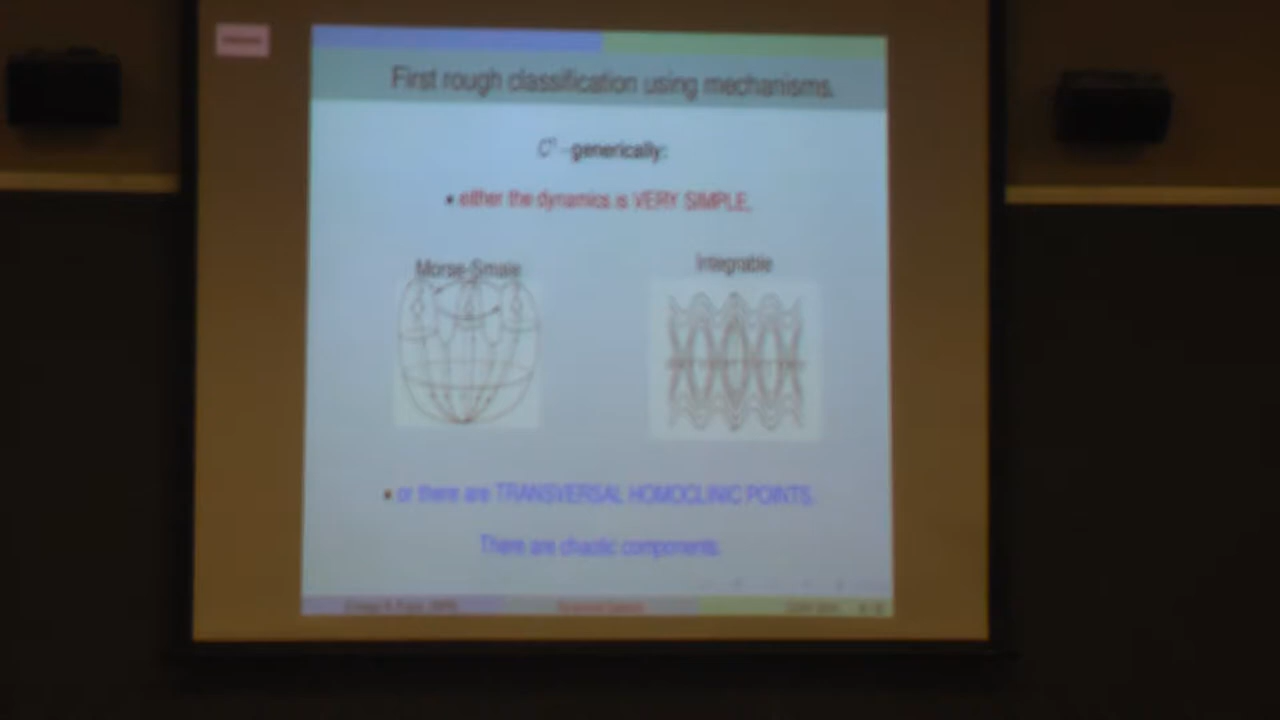 First rough classification using mechanisms.
C¹ - generically:
• either the dynamics is VERY SIMPLE,
Morse-Smale
Integrable
• or there are TRANSVERSAL HOMOCLINIC POINTS.
There are chaotic components.